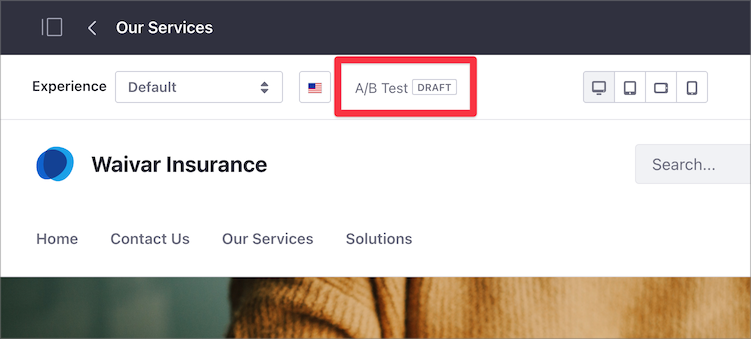 Our Services
Experience Default A/B Test DRAFT
Waivar Insurance Search...
Home Contact Us Our Services Solutions